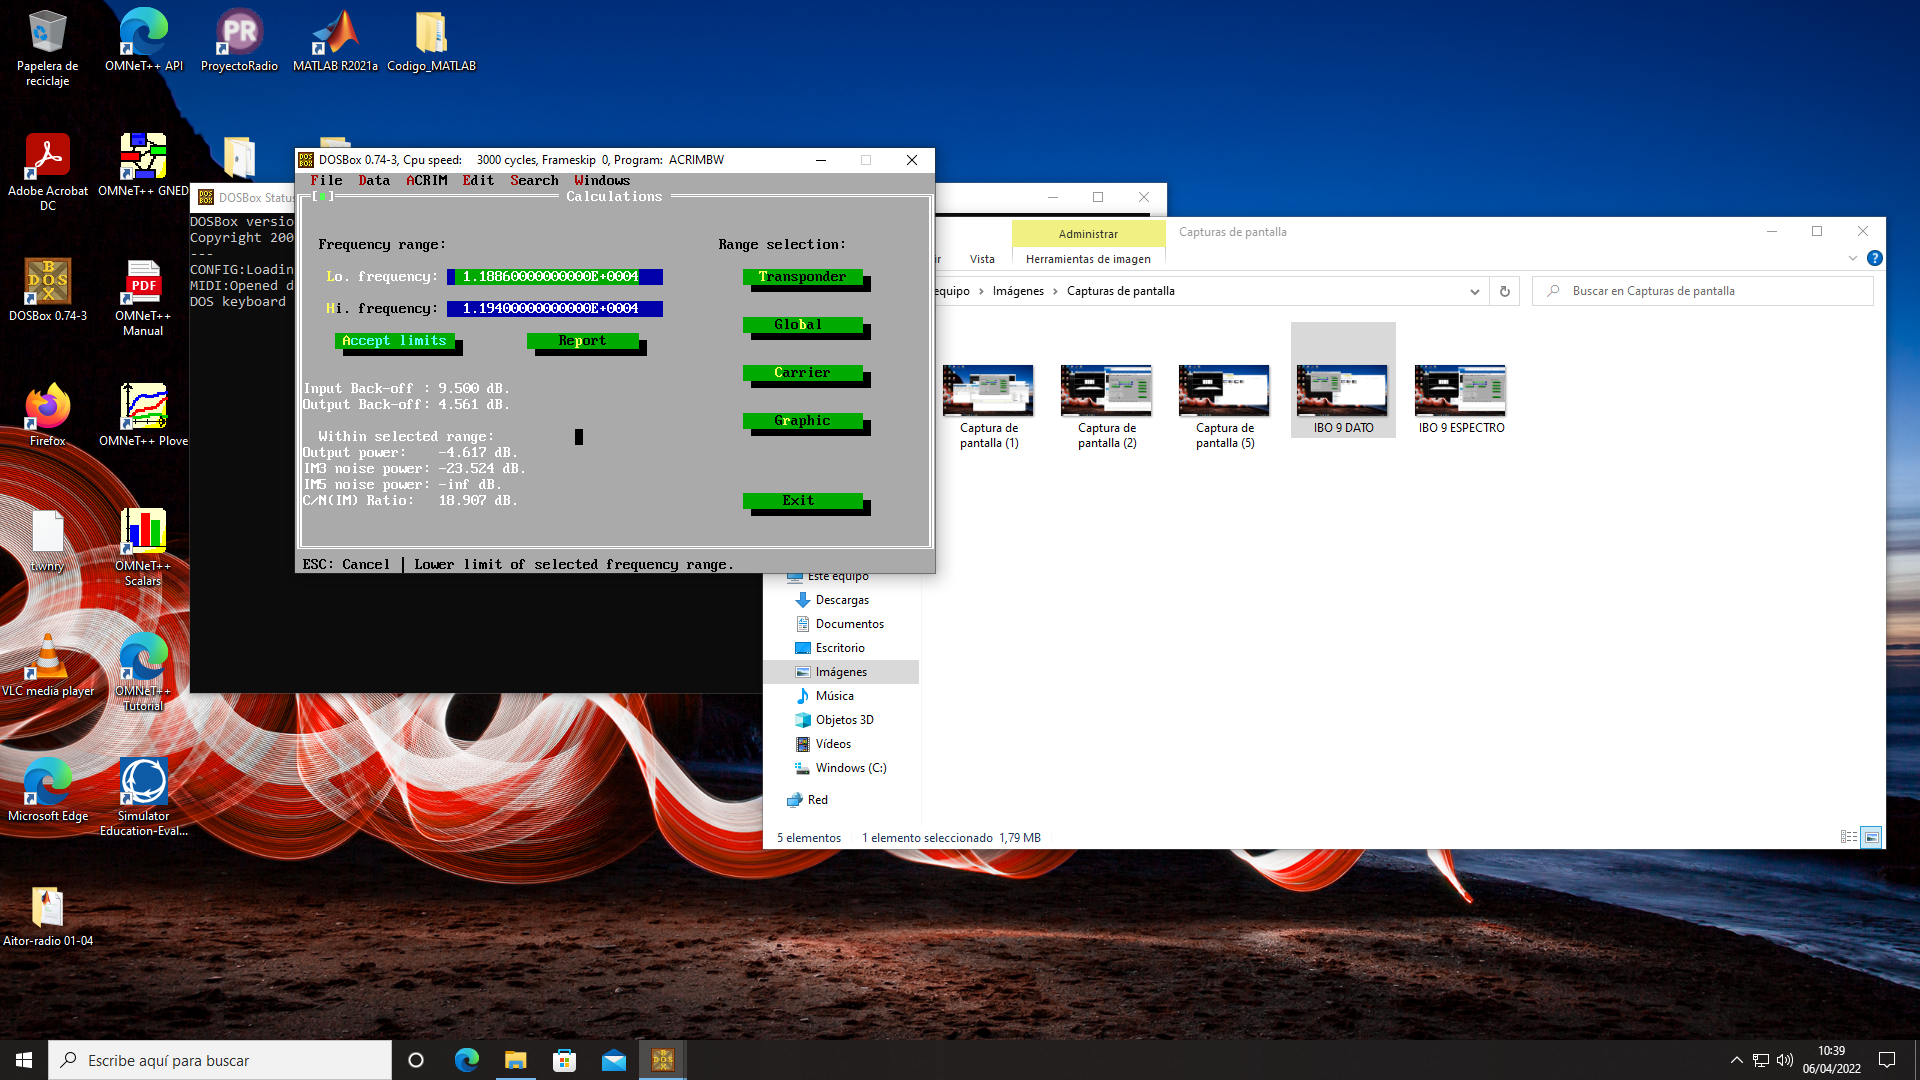 Papelera de
reciclaje
OMNeT++ API
ProyectoRadio
MATLAB R2021a
Codigo_MATLAB
Adobe Acrobat
DC
OMNeT++ GNED
DOSBox 0.74-3
OMNeT++
Manual
Firefox
OMNeT++ Plove
t.wnry
OMNeT++
Scalars
VLC media player
OMNeT++
Tutorial
Microsoft Edge
Simulator
Education-Eval...
Aitor-radio 01-04
DOSBox Status
DOSBox versio
Copyright 200
---
CONFIG:Loadin
MIDI:Opened d
DOS keyboard
DOSBox 0.74-3, Cpu speed: 3000 cycles, Frameskip 0, Program: ACRIMBW
File Data ACRIM Edit Search Windows
Calculations
Frequency range:
Range selection:
Lo. frequency: 1.18860000000000E+0004
Transponder
Hi. frequency: 1.19400000000000E+0004
Global
Accept limits
Report
Carrier
Input Back-off : 9.500 dB.
Output Back-off: 4.561 dB.
Graphic
Within selected range:
Output power: -4.617 dB.
IM3 noise power: -23.524 dB.
IM5 noise power: -inf dB.
C/N(IM) Ratio: 18.907 dB.
Exit
ESC: Cancel | Lower limit of selected frequency range.
Administrar
Capturas de pantalla
ir
Vista
Herramientas de imagen
equipo > Imágenes > Capturas de pantalla
Buscar en Capturas de pantalla
Captura de
pantalla (1)
Captura de
pantalla (2)
Captura de
pantalla (5)
IBO 9 DATO
IBO 9 ESPECTRO
Este equipo
Descargas
Documentos
Escritorio
Imágenes
Música
Objetos 3D
Vídeos
Windows (C:)
Red
5 elementos
1 elemento seleccionado 1,79 MB
Escribe aquí para buscar
10:39
06/04/2022